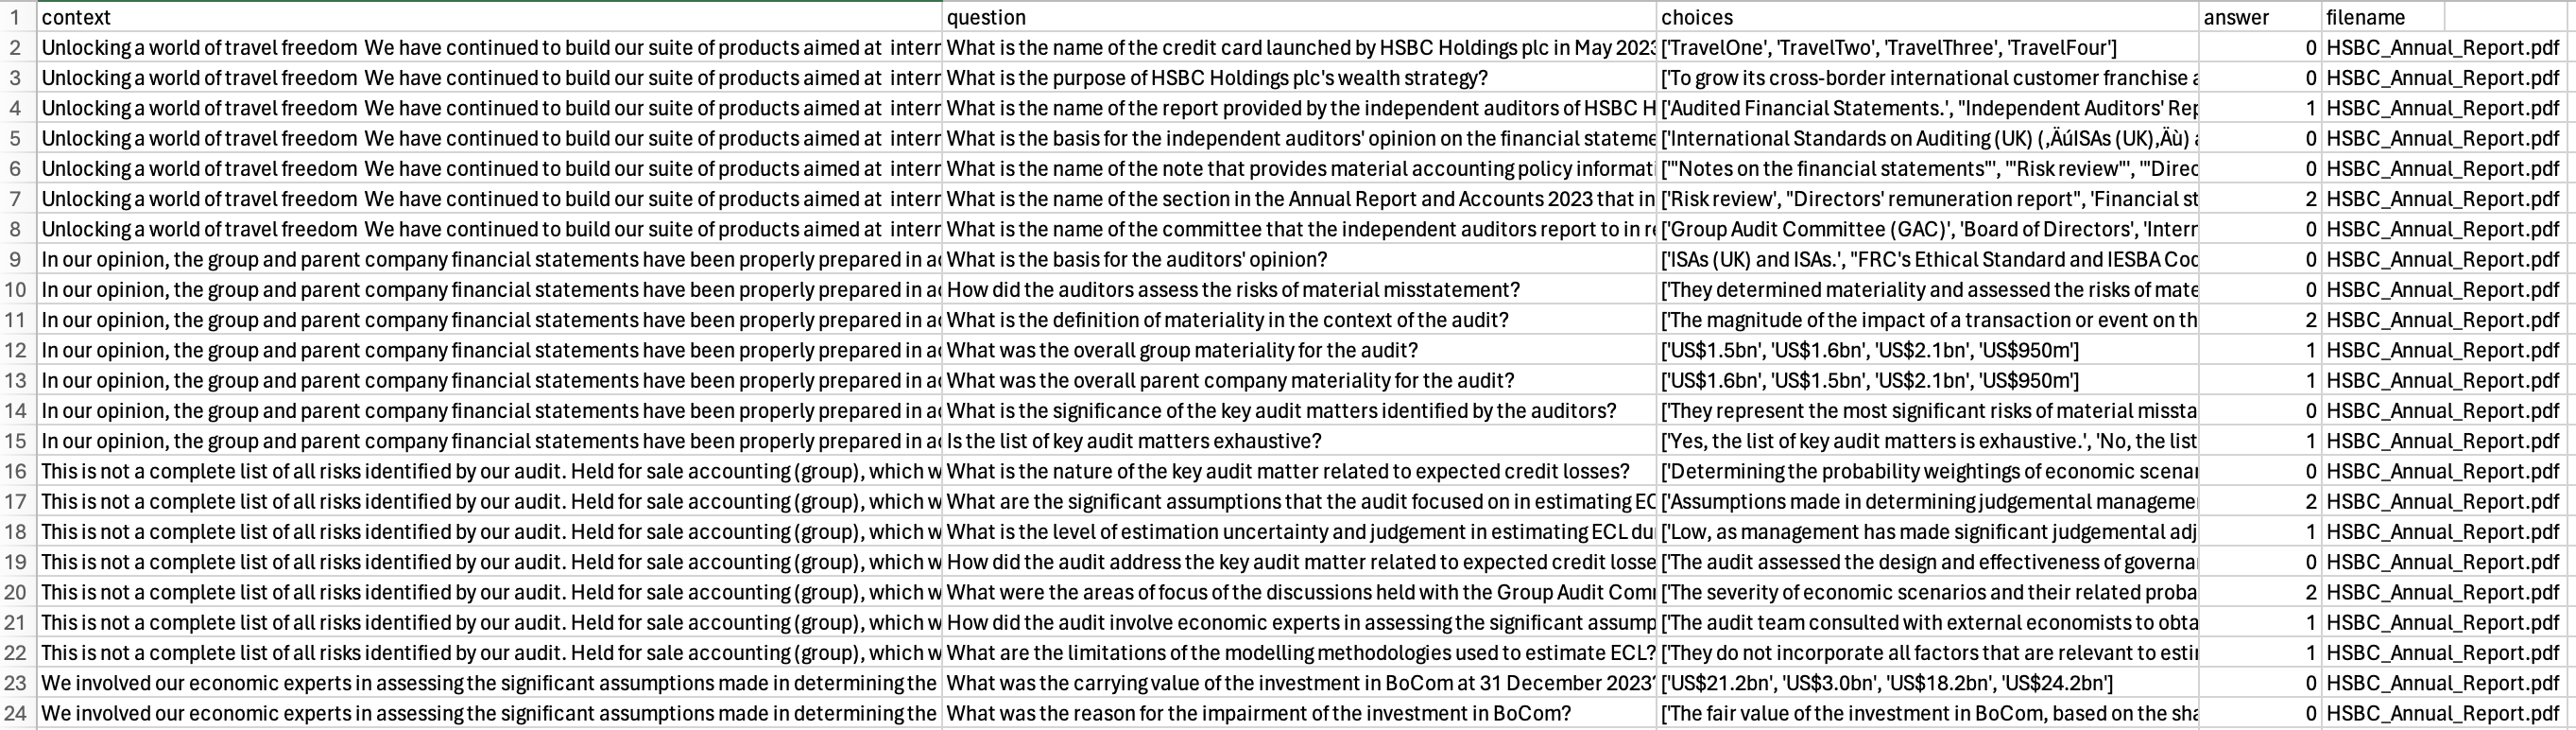 1 context question choices answer filename
2 Unlocking a world of travel freedom We have continued to build our suite of products aimed at intern What is the name of the credit card launched by HSBC Holdings plc in May 2023 ['TravelOne', 'TravelTwo', 'TravelThree', 'TravelFour'] 0 HSBC_Annual_Report.pdf
3 Unlocking a world of travel freedom We have continued to build our suite of products aimed at intern What is the purpose of HSBC Holdings plc's wealth strategy? ['To grow its cross-border international customer franchise a 0 HSBC_Annual_Report.pdf
4 Unlocking a world of travel freedom We have continued to build our suite of products aimed at intern What is the name of the report provided by the independent auditors of HSBC H ['Audited Financial Statements.', "Independent Auditors' Rep 1 HSBC_Annual_Report.pdf
5 Unlocking a world of travel freedom We have continued to build our suite of products aimed at intern What is the basis for the independent auditors' opinion on the financial stateme ['International Standards on Auditing (UK) (‚ÄúISAs (UK)‚Äù) a 0 HSBC_Annual_Report.pdf
6 Unlocking a world of travel freedom We have continued to build our suite of products aimed at intern What is the name of the note that provides material accounting policy informati ['"Notes on the financial statements"', '"Risk review"', '"Direc 0 HSBC_Annual_Report.pdf
7 Unlocking a world of travel freedom We have continued to build our suite of products aimed at intern What is the name of the section in the Annual Report and Accounts 2023 that in ['Risk review', "Directors' remuneration report", 'Financial st 2 HSBC_Annual_Report.pdf
8 Unlocking a world of travel freedom We have continued to build our suite of products aimed at intern What is the name of the committee that the independent auditors report to in re ['Group Audit Committee (GAC)', 'Board of Directors', 'Intern 0 HSBC_Annual_Report.pdf
9 In our opinion, the group and parent company financial statements have been properly prepared in ac What is the basis for the auditors' opinion? ['ISAs (UK) and ISAs.', "FRC's Ethical Standard and IESBA Cod 0 HSBC_Annual_Report.pdf
10 In our opinion, the group and parent company financial statements have been properly prepared in ac How did the auditors assess the risks of material misstatement? ['They determined materiality and assessed the risks of mate 0 HSBC_Annual_Report.pdf
11 In our opinion, the group and parent company financial statements have been properly prepared in ac What is the definition of materiality in the context of the audit? ['The magnitude of the impact of a transaction or event on th 2 HSBC_Annual_Report.pdf
12 In our opinion, the group and parent company financial statements have been properly prepared in ac What was the overall group materiality for the audit? ['US$1.5bn', 'US$1.6bn', 'US$2.1bn', 'US$950m'] 1 HSBC_Annual_Report.pdf
13 In our opinion, the group and parent company financial statements have been properly prepared in ac What was the overall parent company materiality for the audit? ['US$1.6bn', 'US$1.5bn', 'US$2.1bn', 'US$950m'] 1 HSBC_Annual_Report.pdf
14 In our opinion, the group and parent company financial statements have been properly prepared in ac What is the significance of the key audit matters identified by the auditors? ['They represent the most significant risks of material missta 0 HSBC_Annual_Report.pdf
15 In our opinion, the group and parent company financial statements have been properly prepared in ac Is the list of key audit matters exhaustive? ['Yes, the list of key audit matters is exhaustive.', 'No, the list 1 HSBC_Annual_Report.pdf
16 This is not a complete list of all risks identified by our audit. Held for sale accounting (group), which w What is the nature of the key audit matter related to expected credit losses? ['Determining the probability weightings of economic scenar 0 HSBC_Annual_Report.pdf
17 This is not a complete list of all risks identified by our audit. Held for sale accounting (group), which w What are the significant assumptions that the audit focused on in estimating EC ['Assumptions made in determining judgemental managemen 2 HSBC_Annual_Report.pdf
18 This is not a complete list of all risks identified by our audit. Held for sale accounting (group), which w What is the level of estimation uncertainty and judgement in estimating ECL du ['Low, as management has made significant judgemental adj 1 HSBC_Annual_Report.pdf
19 This is not a complete list of all risks identified by our audit. Held for sale accounting (group), which w How did the audit address the key audit matter related to expected credit losse ['The audit assessed the design and effectiveness of governa 0 HSBC_Annual_Report.pdf
20 This is not a complete list of all risks identified by our audit. Held for sale accounting (group), which w What were the areas of focus of the discussions held with the Group Audit Com ['The severity of economic scenarios and their related proba 2 HSBC_Annual_Report.pdf
21 This is not a complete list of all risks identified by our audit. Held for sale accounting (group), which w How did the audit involve economic experts in assessing the significant assump ['The audit team consulted with external economists to obta 1 HSBC_Annual_Report.pdf
22 This is not a complete list of all risks identified by our audit. Held for sale accounting (group), which w What are the limitations of the modelling methodologies used to estimate ECL? ['They do not incorporate all factors that are relevant to estir 1 HSBC_Annual_Report.pdf
23 We involved our economic experts in assessing the significant assumptions made in determining the What was the carrying value of the investment in BoCom at 31 December 2023? ['US$21.2bn', 'US$3.0bn', 'US$18.2bn', 'US$24.2bn'] 0 HSBC_Annual_Report.pdf
24 We involved our economic experts in assessing the significant assumptions made in determining the What was the reason for the impairment of the investment in BoCom? ['The fair value of the investment in BoCom, based on the sha 0 HSBC_Annual_Report.pdf